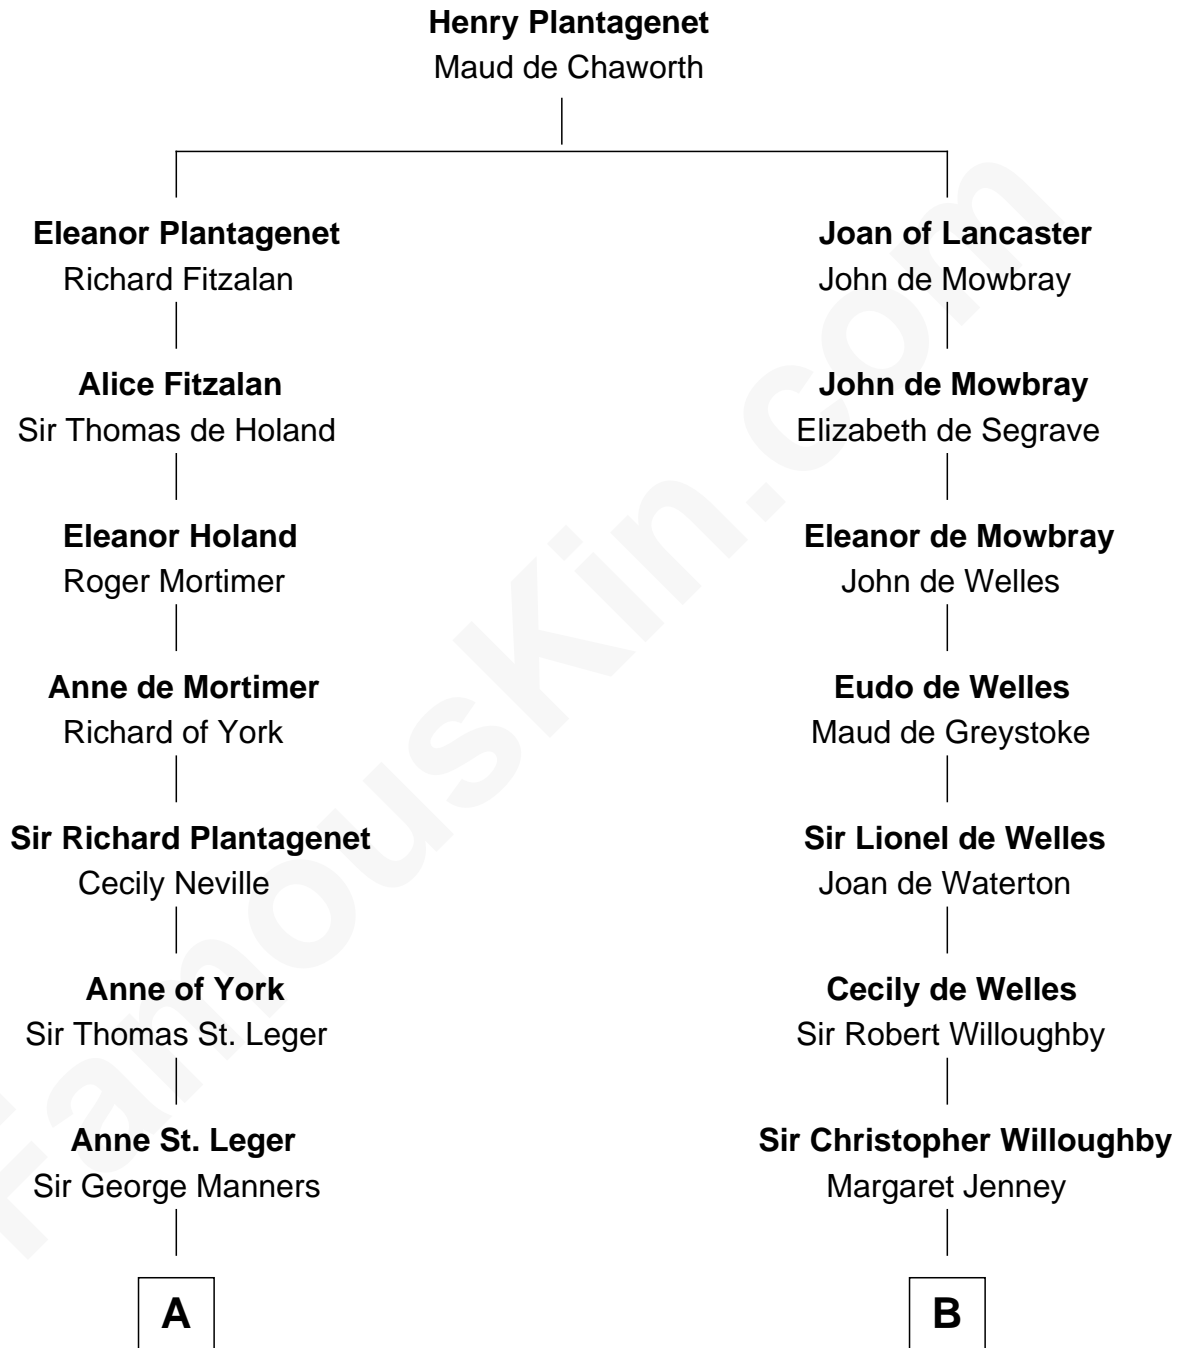 Henry Plantagenet
Maud de Chaworth
Eleanor Plantagenet
Richard Fitzalan
Alice Fitzalan
Sir Thomas de Holand
Eleanor Holand
Roger Mortimer
Anne de Mortimer
Richard of York
Sir Richard Plantagenet
Cecily Neville
Anne of York
Sir Thomas St. Leger
Anne St. Leger
Sir George Manners
A
Joan of Lancaster
John de Mowbray
John de Mowbray
Elizabeth de Segrave
Eleanor de Mowbray
John de Welles
Eudo de Welles
Maud de Greystoke
Sir Lionel de Welles
Joan de Waterton
Cecily de Welles
Sir Robert Willoughby
Sir Christopher Willoughby
Margaret Jenney
B
FamousKin.com